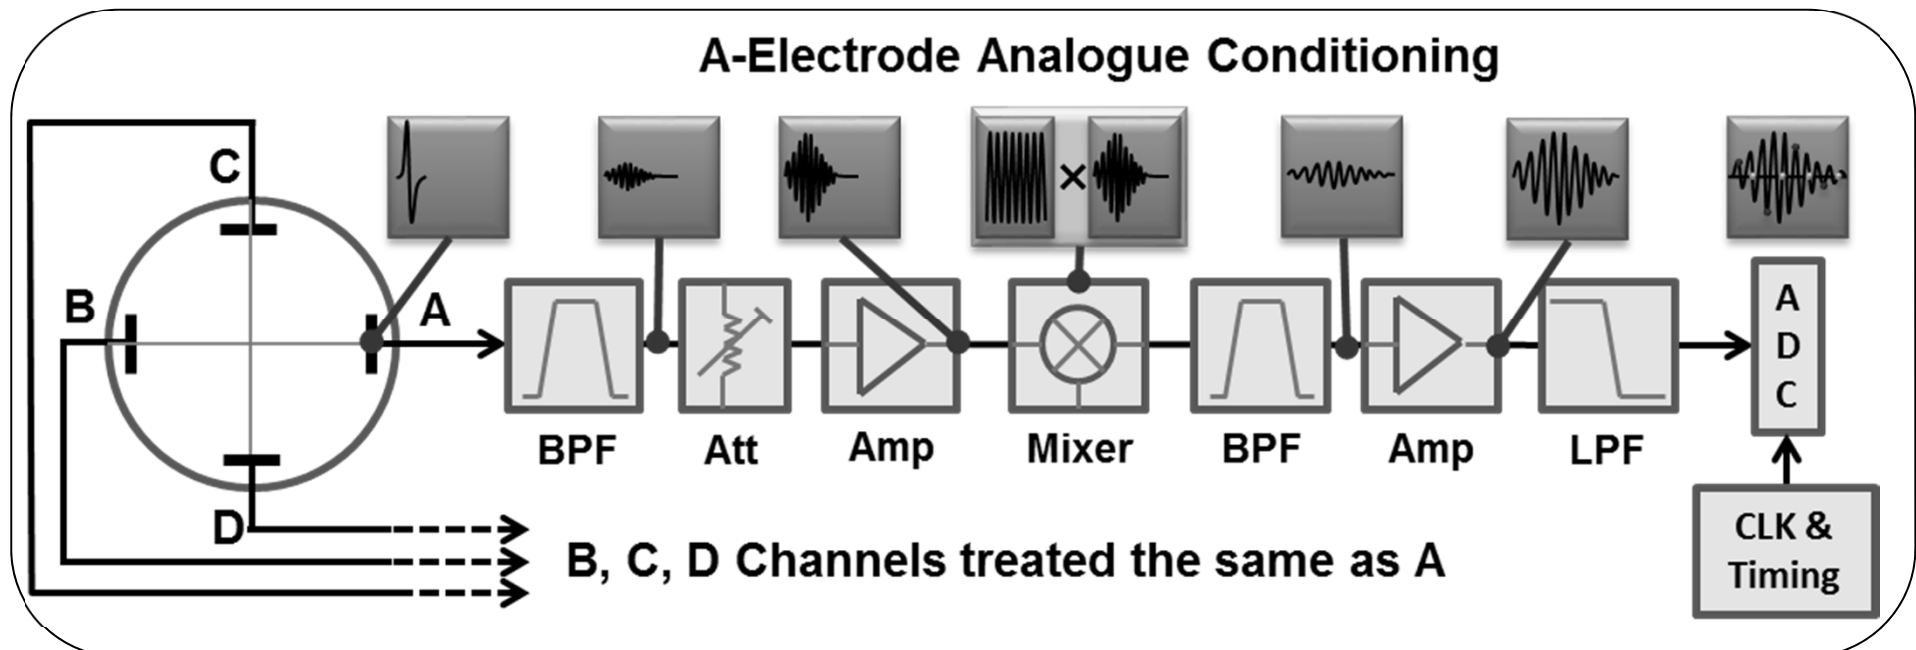 A-Electrode Analogue Conditioning
C
B
A
D
×
BPF
Att
Amp
Mixer
BPF
Amp
LPF
A
D
C
CLK &
Timing
B, C, D Channels treated the same as A